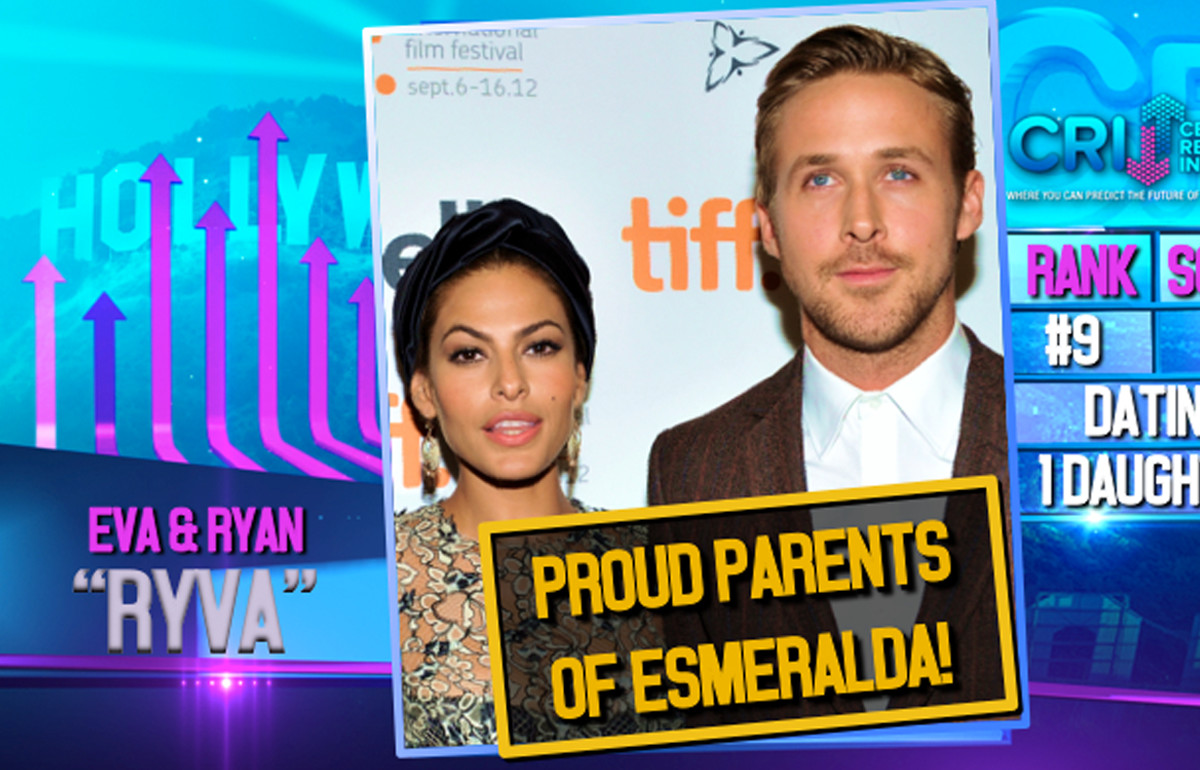 film festival
sept.6-16.12
tiff.
HOLLYW
CRI
WHERE YOU CAN PREDICT THE FUTURE OF
RANK
#9
DATIN
1 DAUGH
EVA & RYAN
"RYVA"
PROUD PARENTS
OF ESMERALDA!